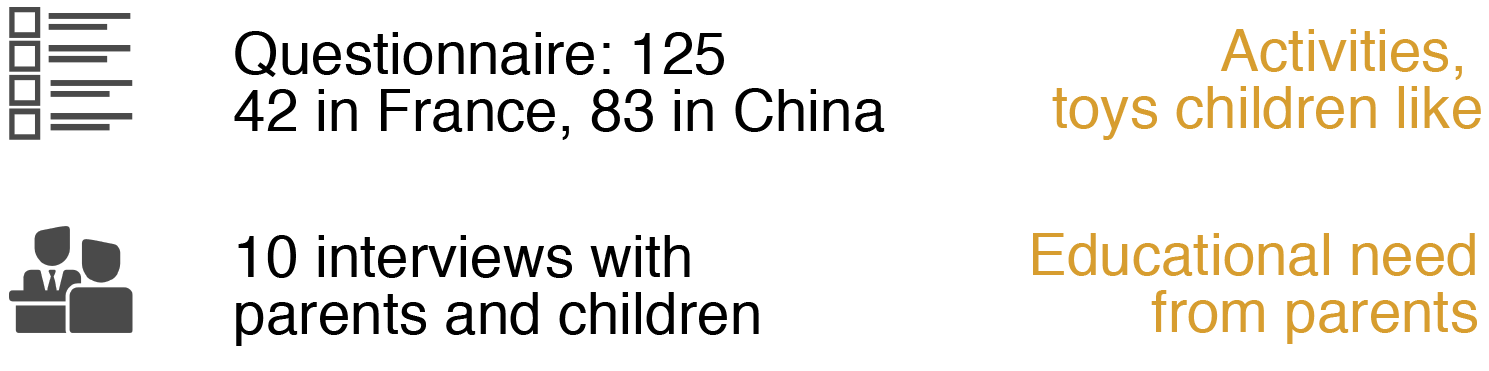 Questionnaire: 125
42 in France, 83 in China
Activities,
toys children like
10 interviews with
parents and children
Educational need
from parents